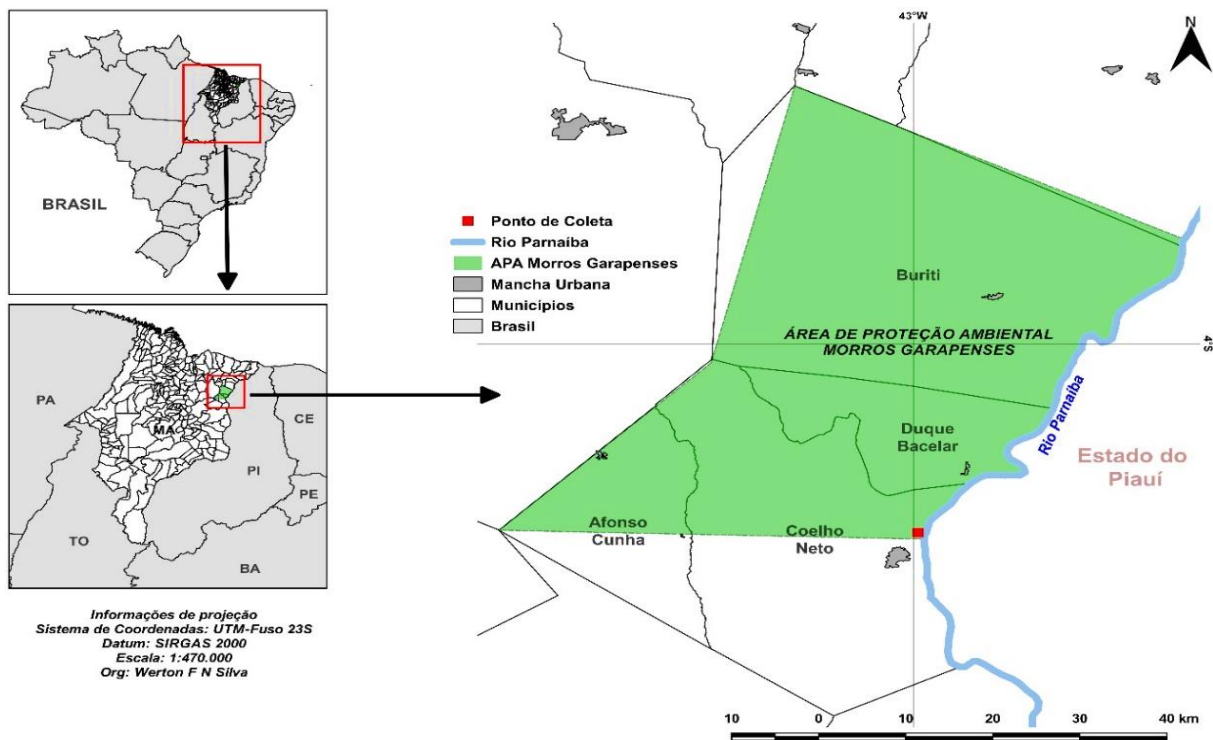 BRASIL
PA
MA
CE
PI
PE
TO
BA
Informações de projeção
Sistema de Coordenadas: UTM-Fuso 23S
Datum: SIRGAS 2000
Escala: 1:470.000
Org: Werton F N Silva
Ponto de Coleta
Rio Parnaíba
APA Morros Garapenses
Mancha Urbana
Municípios
Brasil
43°W
N
Buriti
ÁREA DE PROTEÇÃO AMBIENTAL
MORROS GARAPENSES
4°S
Duque
Bacelar
Rio Parnaíba
Estado do
Piauí
Afonso
Cunha
Coelho
Neto
10 0 10 20 30 40 km